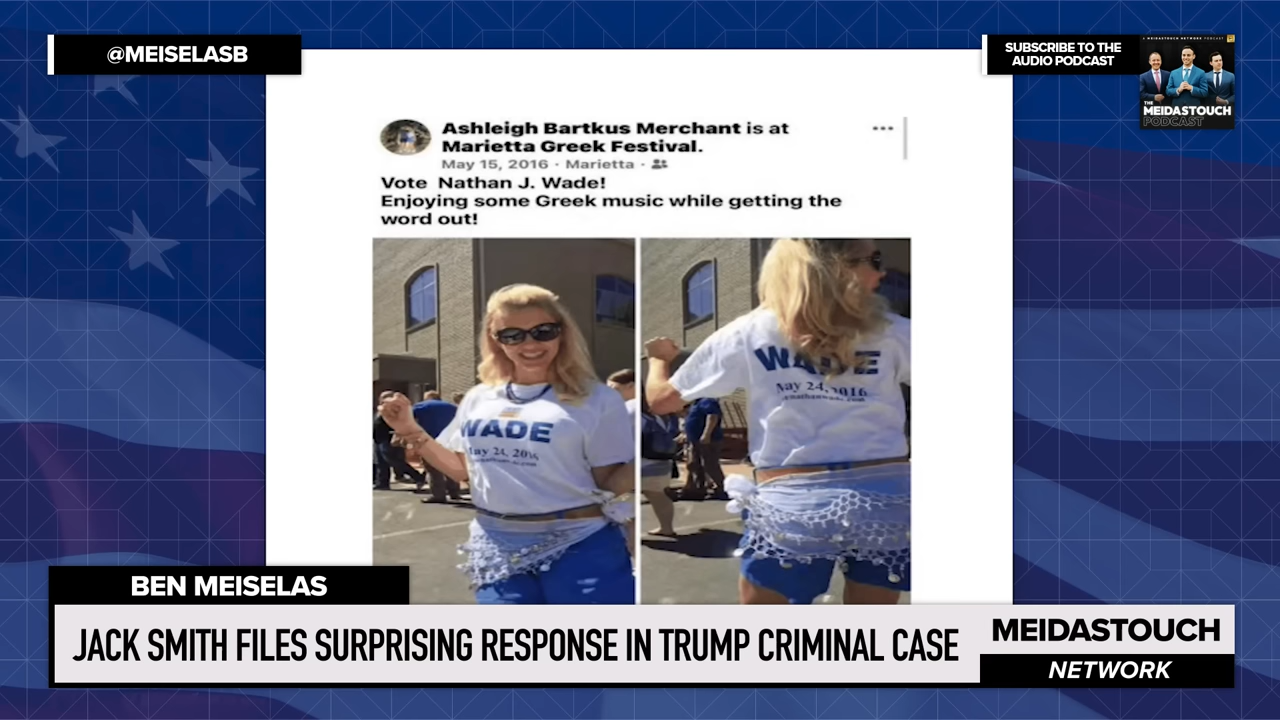 @MEISELASB
SUBSCRIBE TO THE
AUDIO PODCAST
THE
MEIDASTOUCH
PODCAST
Ashleigh Bartkus Merchant is at
Marietta Greek Festival.
May 15, 2016 · Marietta ·
Vote Nathan J. Wade!
Enjoying some Greek music while getting the
word out!
WADE
May 24, 2016
WADE
May 24, 2016
BEN MEISELAS
JACK SMITH FILES SURPRISING RESPONSE IN TRUMP CRIMINAL CASE
MEIDASTOUCH
NETWORK